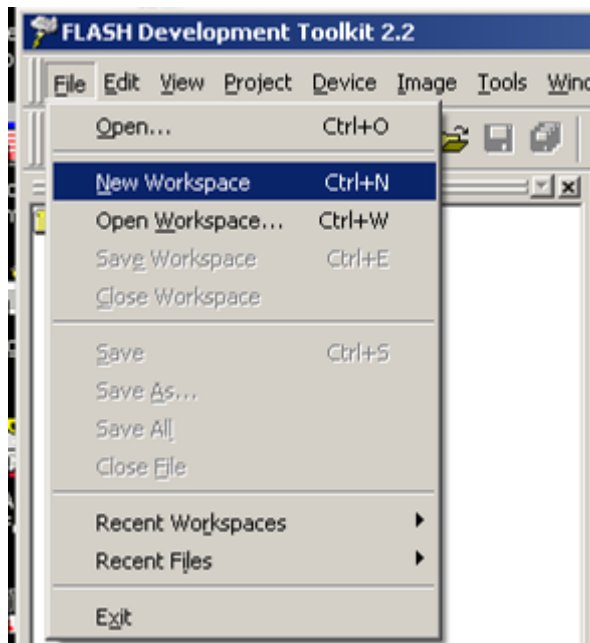 FLASH Development Toolkit 2.2
File Edit View Project Device Image Tools
Open... Ctrl+O
New Workspace Ctrl+N
Open Workspace... Ctrl+W
Save Workspace Ctrl+E
Close Workspace
Save Ctrl+S
Save As...
Save All
Close File
Recent Workspaces
Recent Files
Exit